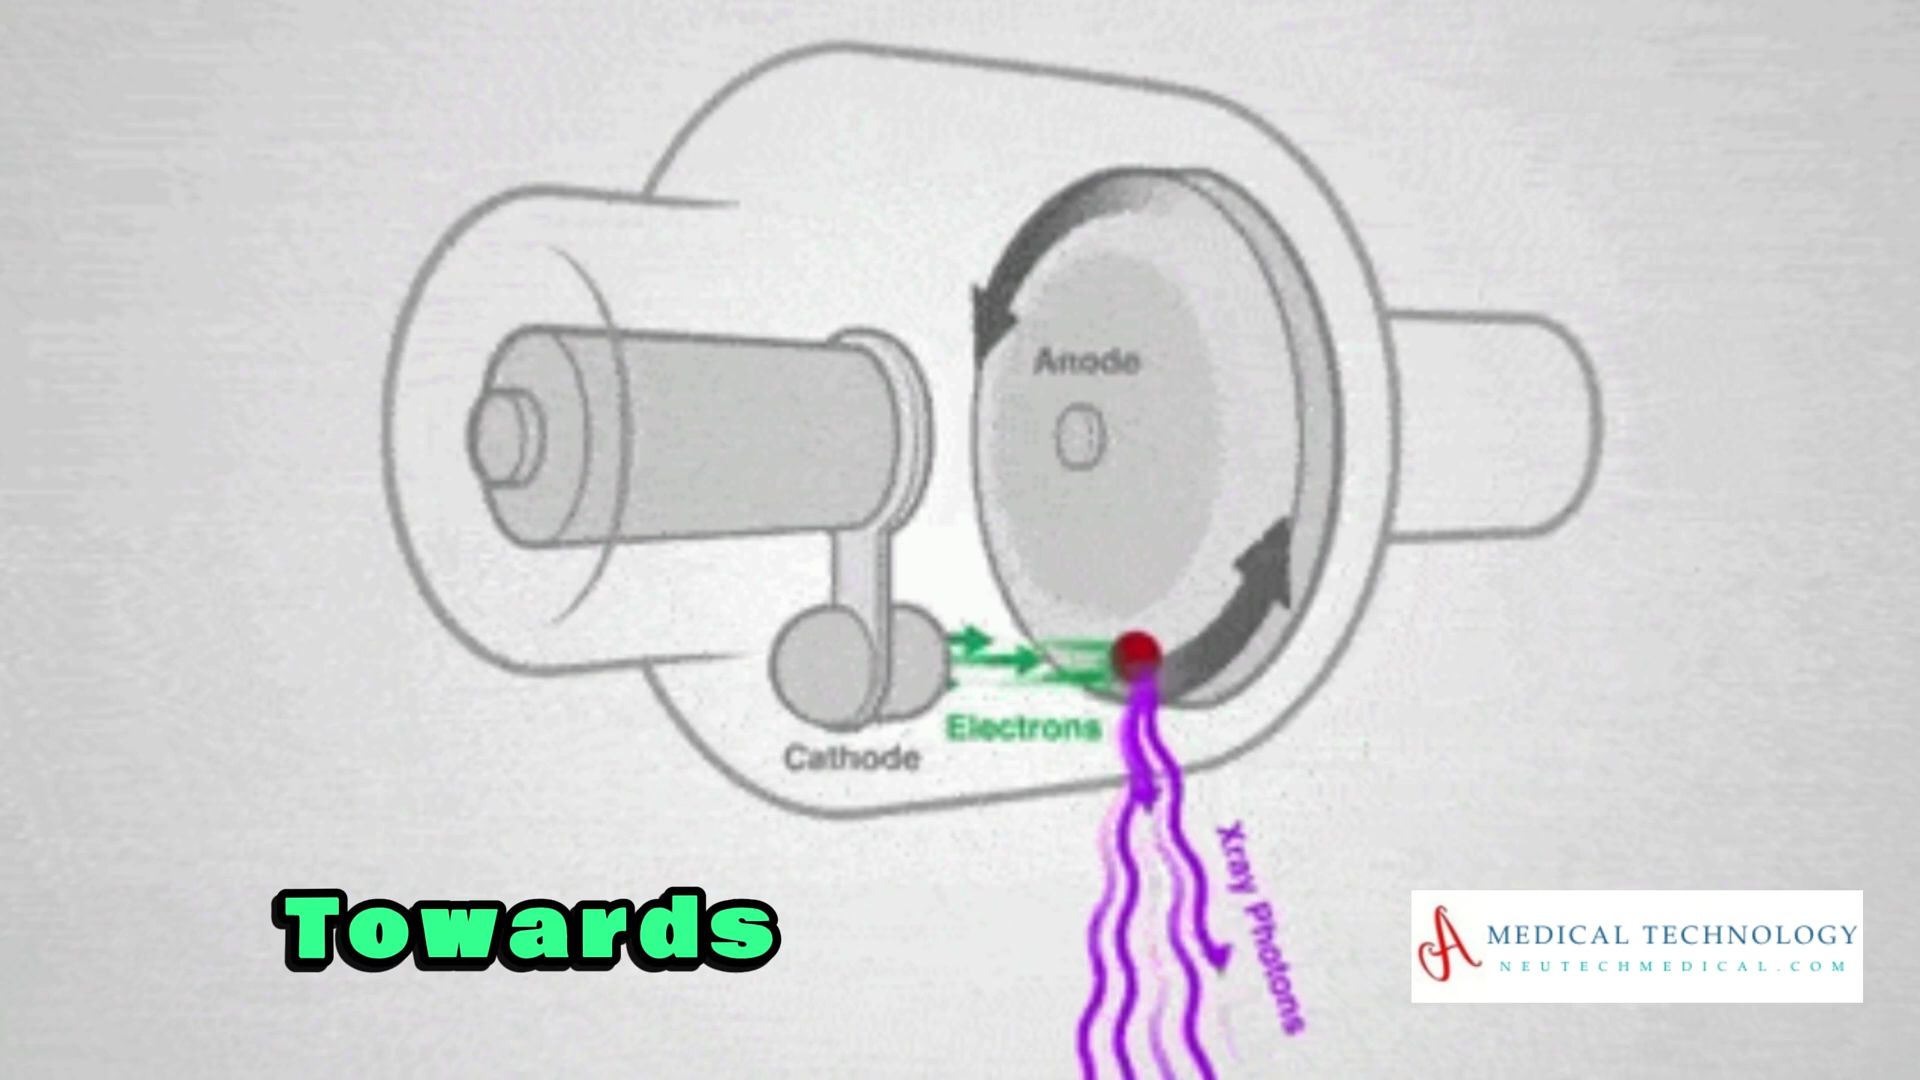 Anode
Electrons
Cathode
Xray Photons
Towards
A MEDICAL TECHNOLOGY
NEUTECHMEDICAL.COM